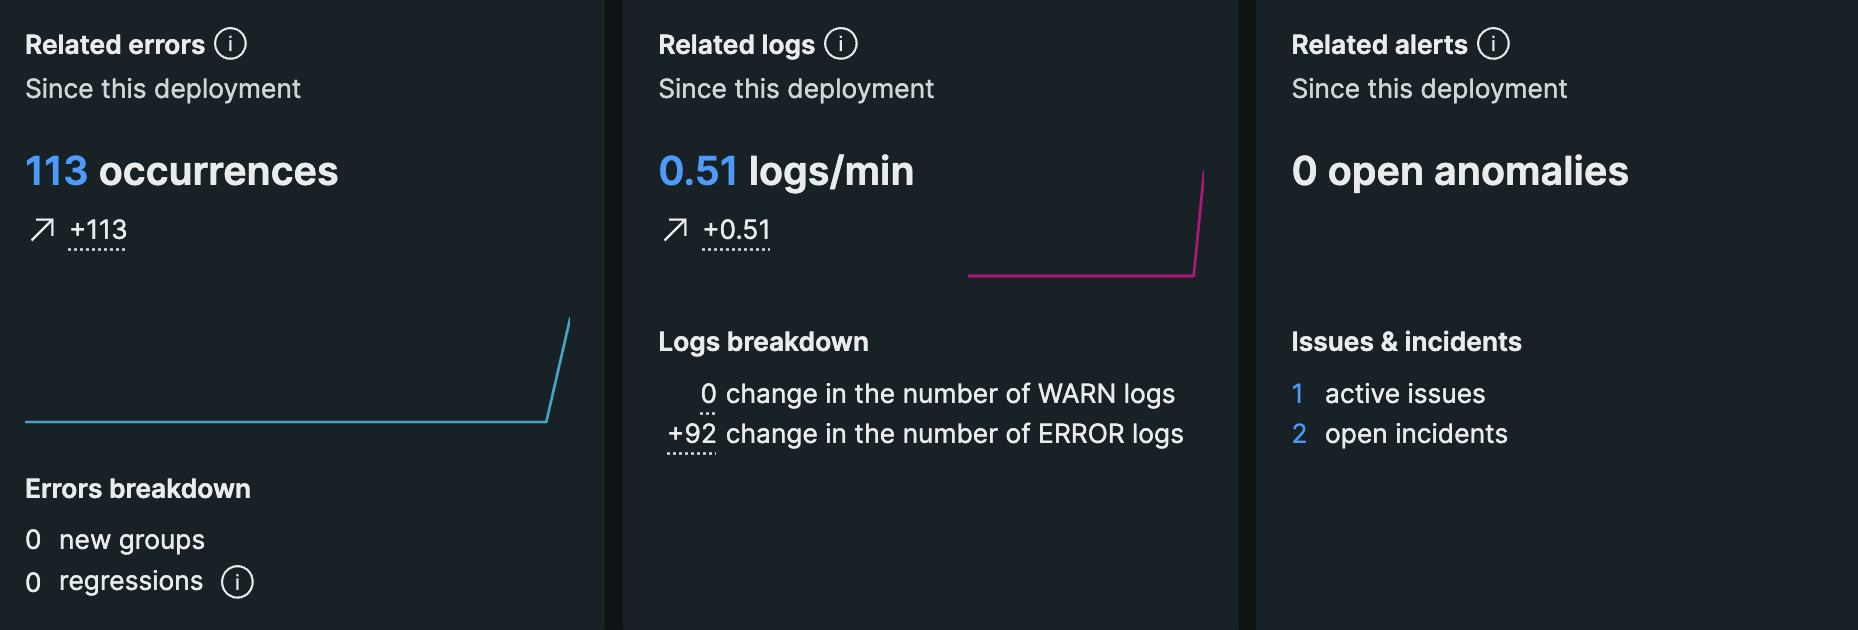 Related errors
Since this deployment
113 occurrences
+113
Errors breakdown
0 new groups
0 regressions
Related logs
Since this deployment
0.51 logs/min
+0.51
Logs breakdown
0 change in the number of WARN logs
+92 change in the number of ERROR logs
Related alerts
Since this deployment
0 open anomalies
Issues & incidents
1 active issues
2 open incidents